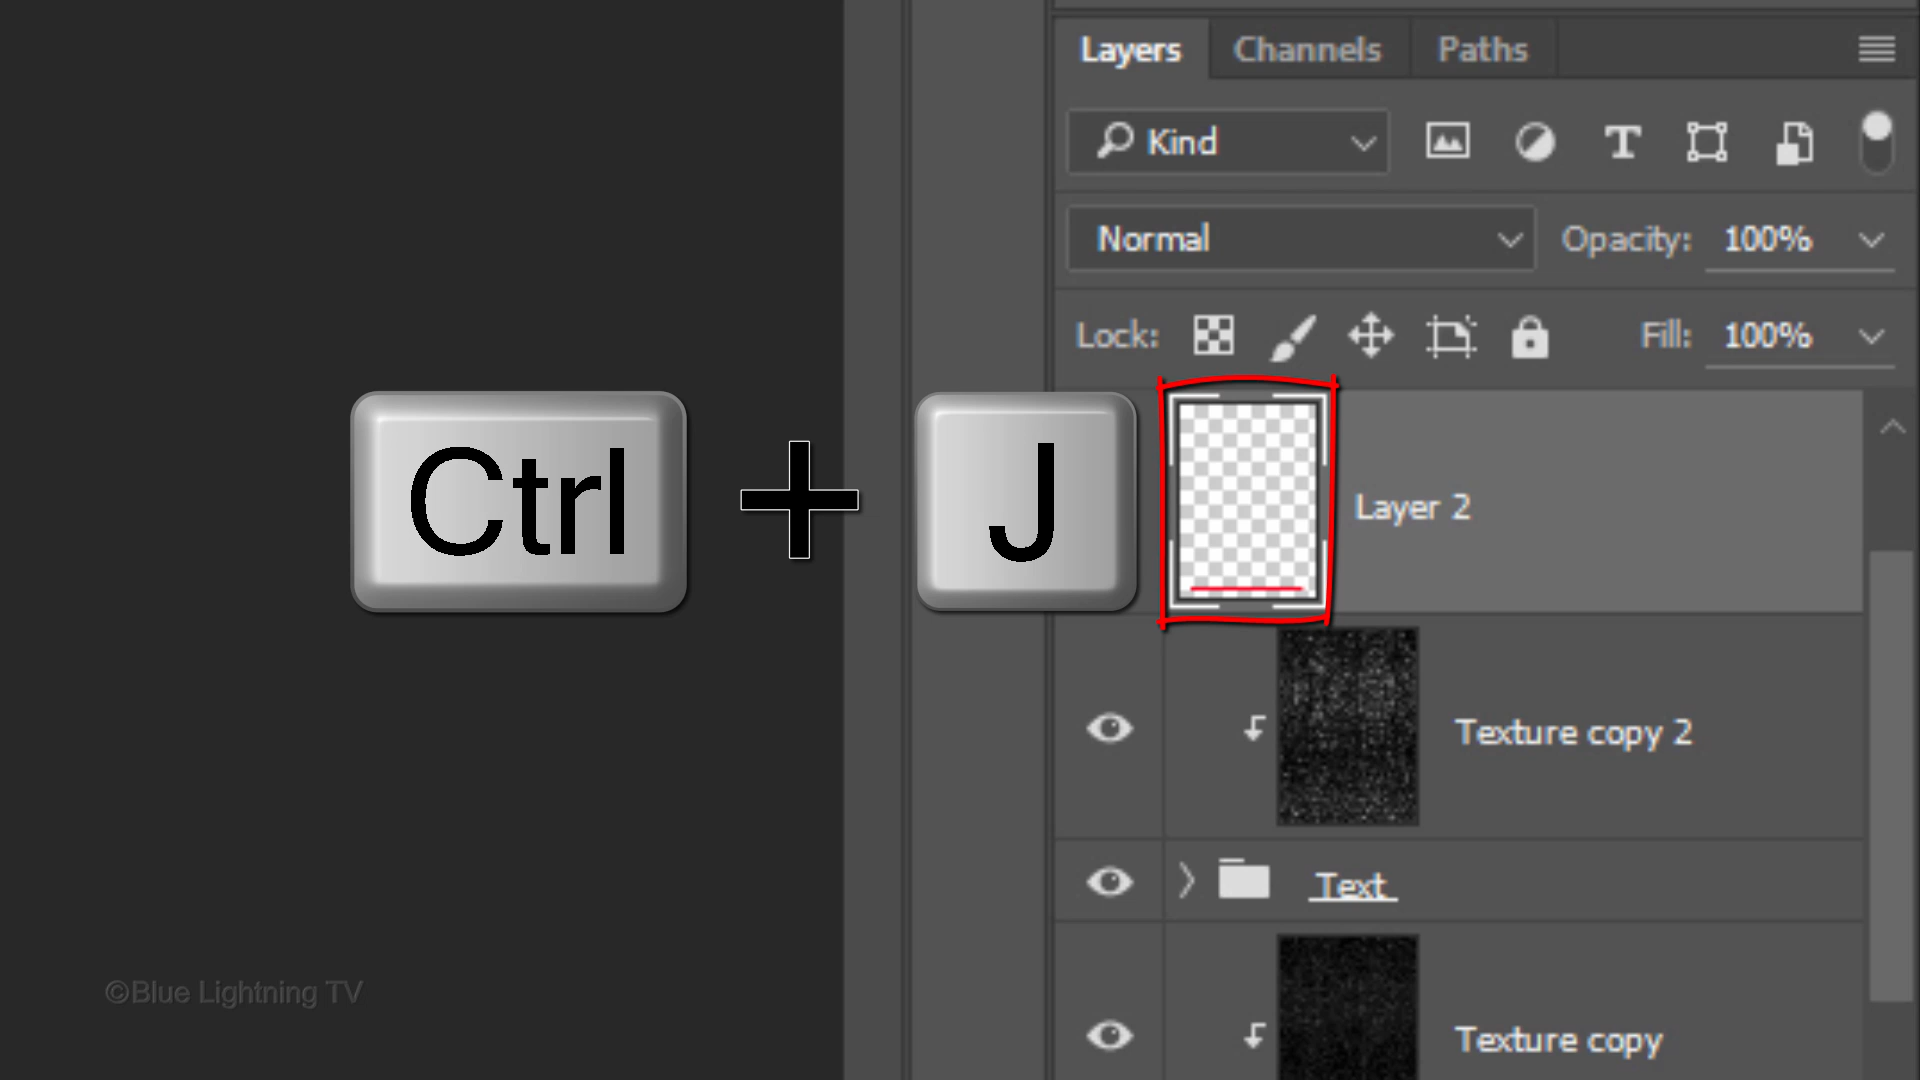 Layers Channels Paths
Kind
Normal Opacity: 100%
Lock: Fill: 100%
Ctrl + J
Layer 2
Texture copy 2
Text
Texture copy
©Blue Lightning TV